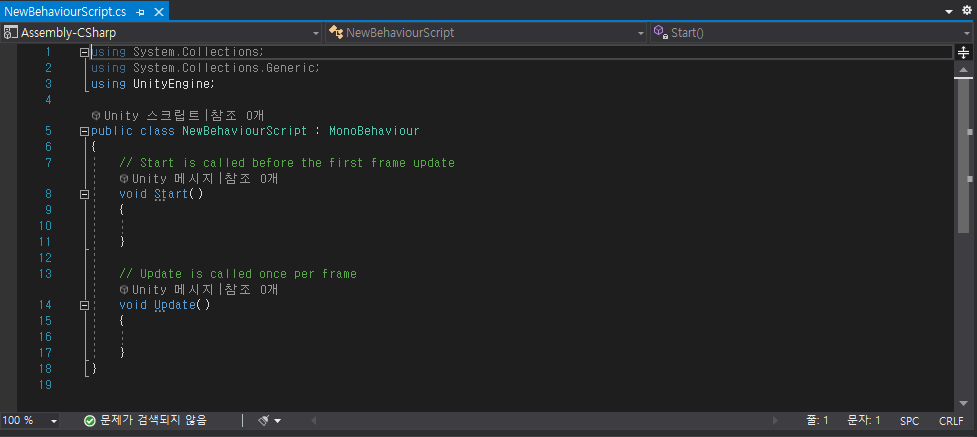 NewBehaviourScript.cs
Assembly-CSharp NewBehaviourScript Start()
1 using System.Collections;
2 using System.Collections.Generic;
3 using UnityEngine;
4
Unity 스크립트|참조 0개
5 public class NewBehaviourScript : MonoBehaviour
6 {
7 // Start is called before the first frame update
Unity 메시지|참조 0개
8 void Start()
9 {
10
11 }
12
13 // Update is called once per frame
Unity 메시지|참조 0개
14 void Update()
15 {
16
17 }
18 }
19
100 % 문제가 검색되지 않음 줄: 1 문자: 1 SPC CRLF